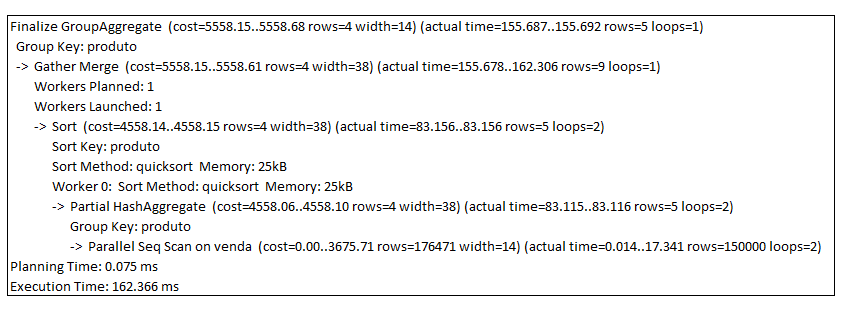 Finalize GroupAggregate (cost=5558.15..5558.68 rows=4 width=14) (actual time=155.687..155.692 rows=5 loops=1)
Group Key: produto
-> Gather Merge (cost=5558.15..5558.61 rows=4 width=38) (actual time=155.678..162.306 rows=9 loops=1)
Workers Planned: 1
Workers Launched: 1
-> Sort (cost=4558.14..4558.15 rows=4 width=38) (actual time=83.156..83.156 rows=5 loops=2)
Sort Key: produto
Sort Method: quicksort Memory: 25kB
Worker 0: Sort Method: quicksort Memory: 25kB
-> Partial HashAggregate (cost=4558.06..4558.10 rows=4 width=38) (actual time=83.115..83.116 rows=5 loops=2)
Group Key: produto
-> Parallel Seq Scan on venda (cost=0.00..3675.71 rows=176471 width=14) (actual time=0.014..17.341 rows=150000 loops=2)
Planning Time: 0.075 ms
Execution Time: 162.366 ms